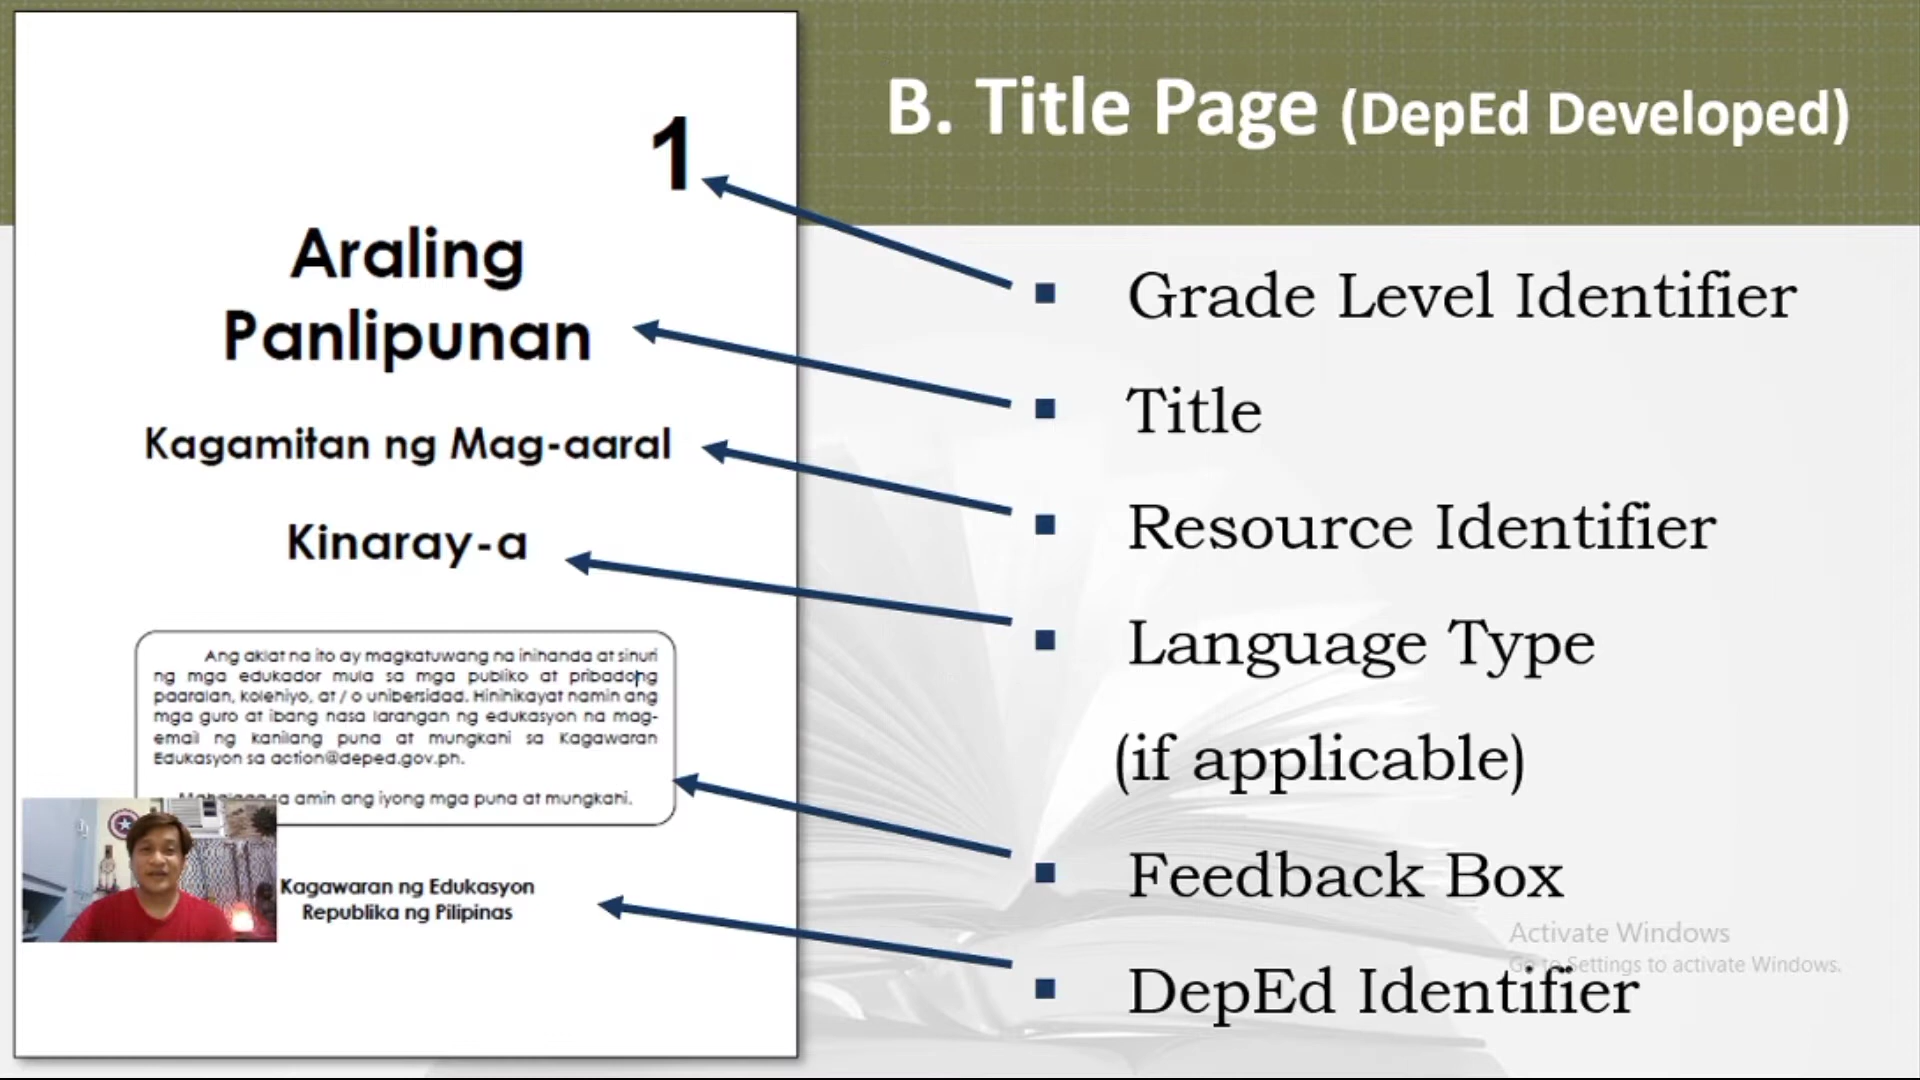 B. Title Page (DepEd Developed)
1
Araling
Panlipunan
Kagamitan ng Mag-aaral
Kinaray-a
Ang aklat na ito ay magkatuwang na inihanda at sinuri
ng mga edukador mula sa mga publiko at pribadong
paaralan, kolehiyo, at / o unibersidad. Hinihikayat namin ang
mga guro at ibang nasa larangan ng edukasyon na mag-
email ng kanilang puna at mungkahi sa Kagawaran
Edukasyon sa action@deped.gov.ph.
sa amin ang iyong mga puna at mungkahi.
Kagawaran ng Edukasyon
Republika ng Pilipinas
▪ Grade Level Identifier
▪ Title
▪ Resource Identifier
▪ Language Type
(if applicable)
▪ Feedback Box
▪ DepEd Identifier
Activate Windows
Go to Settings to activate Windows.